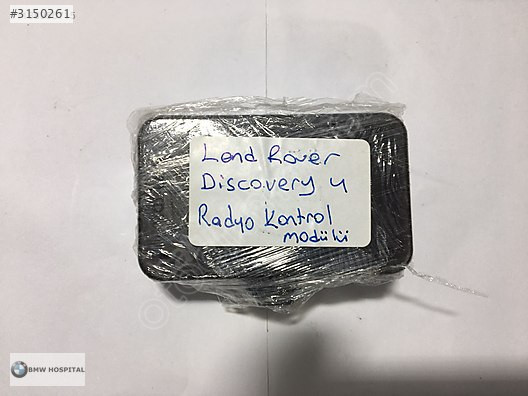 #3150261
Land Rover
Discovery 4
Radyo Kontrol
modülü
BMW HOSPITAL